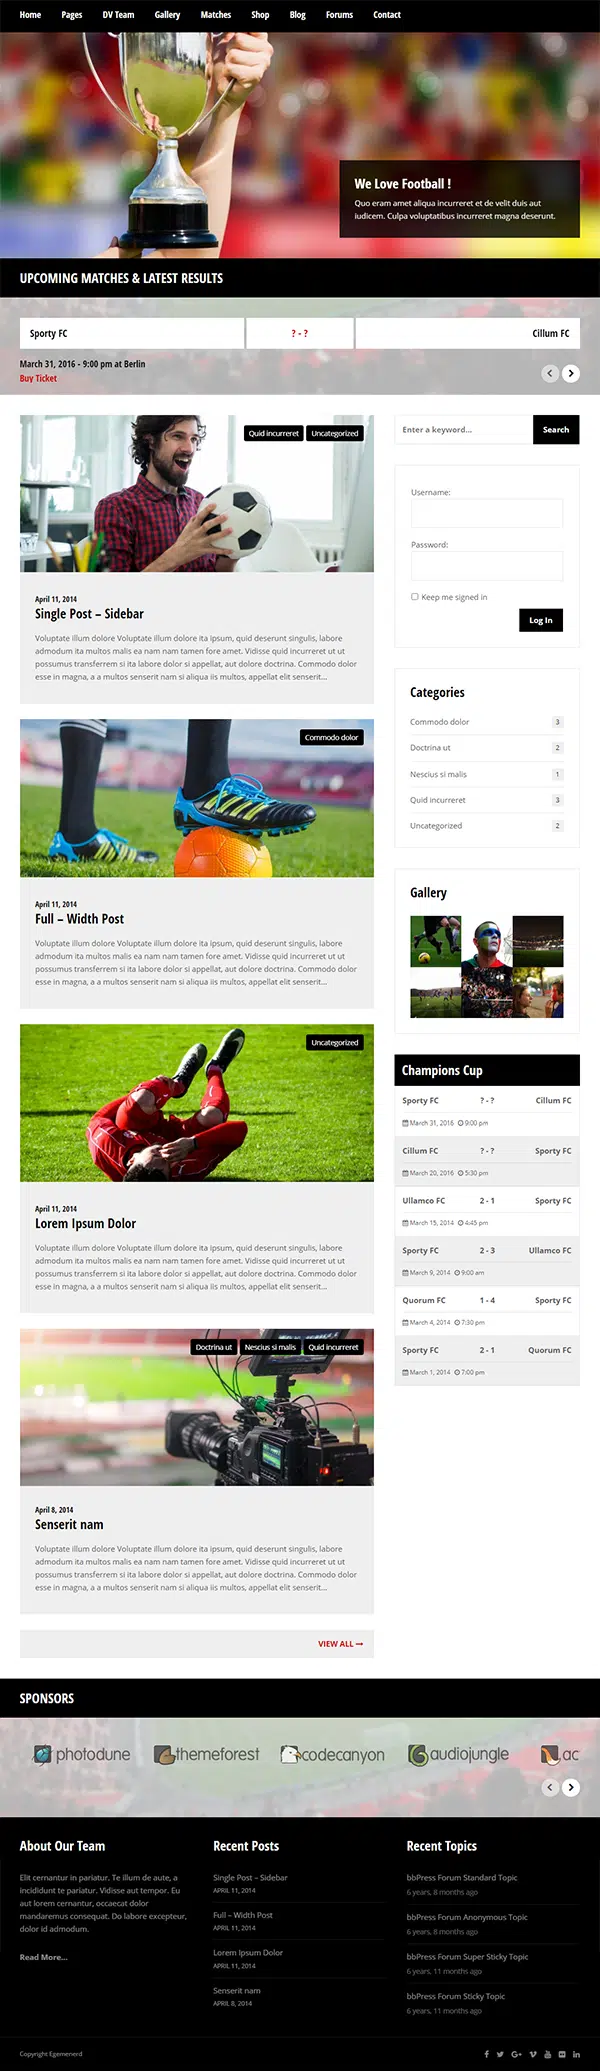 Home Pages DV Team Gallery Matches Shop Blog Forums Contact
We Love Football !
Quo eram amet aliqua incurreret et de velit duis aut
iudicem. Culpa voluptatibus incurreret magna deserunt.
UPCOMING MATCHES & LATEST RESULTS
Sporty FC ? - ? Cillum FC
March 31, 2016 - 9:00 pm at Berlin
Buy Ticket
Quid incurreret Uncategorized
April 11, 2014
Single Post – Sidebar
Voluptate illum dolore Voluptate illum dolore ita ipsum, quid deserunt singulis, labore
admodum ita multos malis ea nam nam tamen fore amet. Vidisse quid incurreret ut ut
possumus transferrem si ita labore dolor si appellat, aut dolore doctrina. Commodo dolor
esse in magna, a a multos senserit nam si aliqua iis multos, appellat elit senserit...
Commodo dolor
April 11, 2014
Full – Width Post
Voluptate illum dolore Voluptate illum dolore ita ipsum, quid deserunt singulis, labore
admodum ita multos malis ea nam nam tamen fore amet. Vidisse quid incurreret ut ut
possumus transferrem si ita labore dolor si appellat, aut dolore doctrina. Commodo dolor
esse in magna, a a multos senserit nam si aliqua iis multos, appellat elit senserit...
Uncategorized
April 11, 2014
Lorem Ipsum Dolor
Voluptate illum dolore Voluptate illum dolore ita ipsum, quid deserunt singulis, labore
admodum ita multos malis ea nam nam tamen fore amet. Vidisse quid incurreret ut ut
possumus transferrem si ita labore dolor si appellat, aut dolore doctrina. Commodo dolor
esse in magna, a a multos senserit nam si aliqua iis multos, appellat elit senserit...
Doctrina ut Nescius si malis Quid incurreret
April 8, 2014
Senserit nam
Voluptate illum dolore Voluptate illum dolore ita ipsum, quid deserunt singulis, labore
admodum ita multos malis ea nam nam tamen fore amet. Vidisse quid incurreret ut ut
possumus transferrem si ita labore dolor si appellat, aut dolore doctrina. Commodo dolor
esse in magna, a a multos senserit nam si aliqua iis multos, appellat elit senserit...
VIEW ALL
Enter a keyword... Search
Username:
Password:
Keep me signed in
Log In
Categories
Commodo dolor 3
Doctrina ut 2
Nescius si malis 1
Quid incurreret 3
Uncategorized 2
Gallery
Champions Cup
Sporty FC ? - ? Cillum FC
March 31, 2016 9:00 pm
Cillum FC ? - ? Sporty FC
March 20, 2016 5:30 pm
Ullamco FC 2 - 1 Sporty FC
March 15, 2014 4:45 pm
Sporty FC 2 - 3 Ullamco FC
March 9, 2014 9:00 am
Quorum FC 1 - 4 Sporty FC
March 4, 2014 7:30 pm
Sporty FC 2 - 1 Quorum FC
March 1, 2014 7:00 pm
SPONSORS
photodune themeforest codecanyon audiojungle ac
About Our Team
Elit cernantur in pariatur. Te illum de aute, a
incididunt te pariatur. Vidisse aut tempor. Eu
aut lorem cernantur, occaecat dolor
mandaremus consequat. Do labore excepteur,
dolor id admodum.
Read More...
Recent Posts
Single Post – Sidebar
APRIL 11, 2014
Full – Width Post
APRIL 11, 2014
Lorem Ipsum Dolor
APRIL 11, 2014
Senserit nam
APRIL 8, 2014
Recent Topics
bbPress Forum Standard Topic
6 years, 8 months ago
bbPress Forum Anonymous Topic
6 years, 8 months ago
bbPress Forum Super Sticky Topic
6 years, 11 months ago
bbPress Forum Sticky Topic
6 years, 11 months ago
Copyright Egemenerd